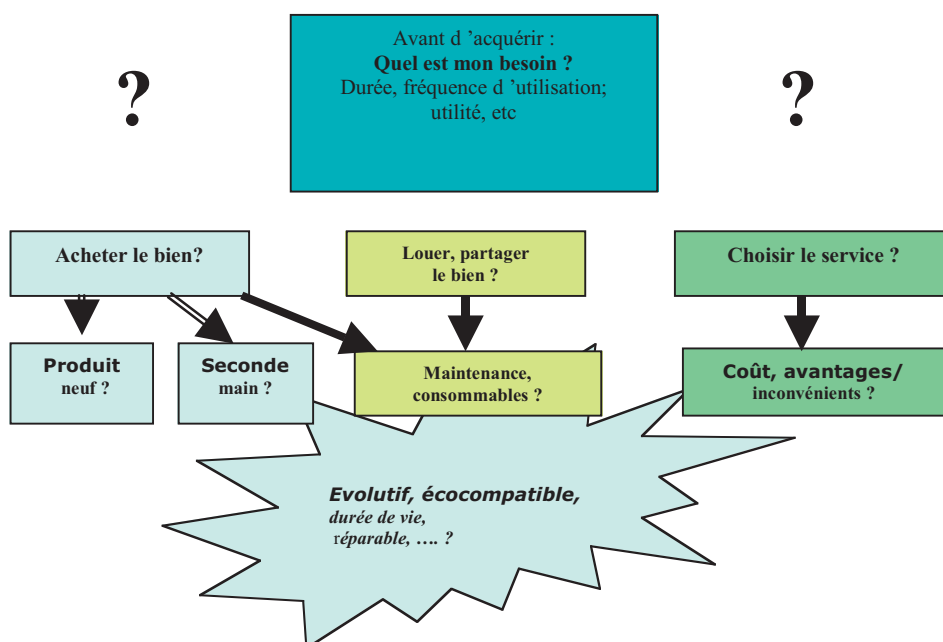 Avant d ’acquérir :
Quel est mon besoin ?
Durée, fréquence d ’utilisation;
utilité, etc
?
?
Acheter le bien?
Louer, partager
le bien ?
Choisir le service ?
Produit
neuf ?
Seconde
main ?
Maintenance,
consommables ?
Coût, avantages/
inconvénients ?
Evolutif, écocompatible,
durée de vie,
réparable, …. ?